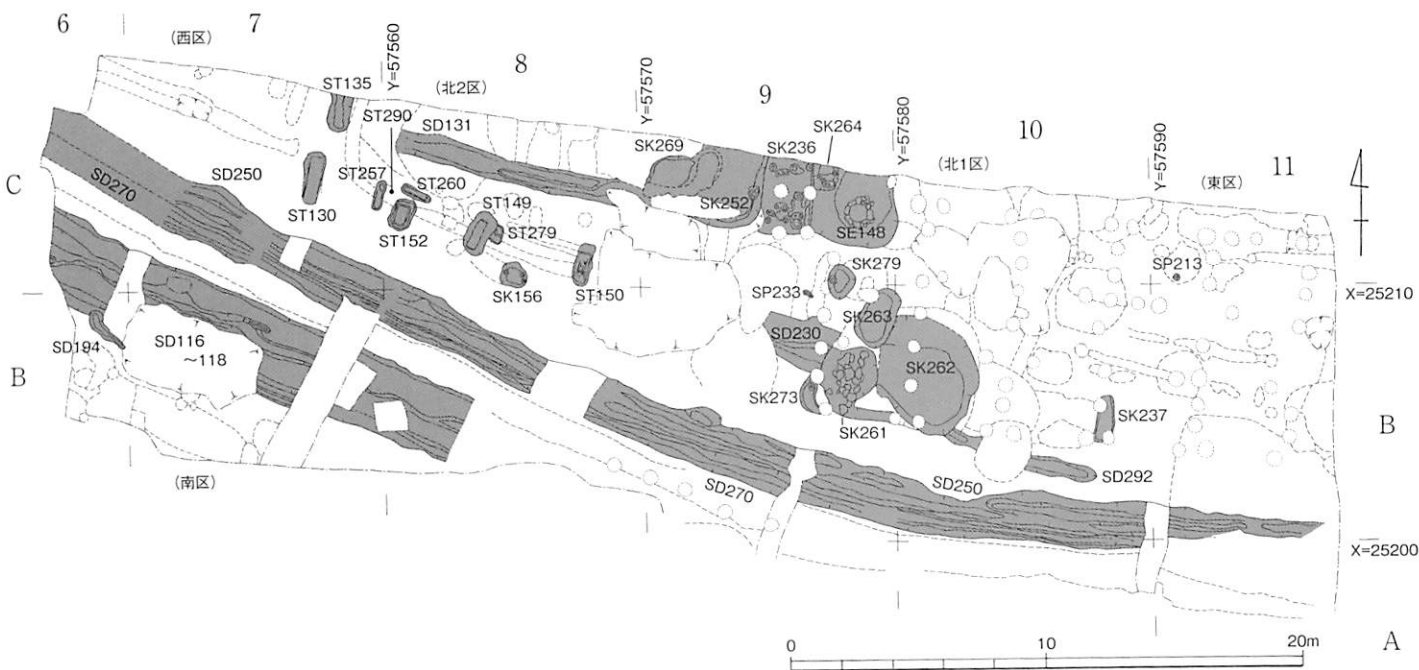 6
(西区)
7
Y=57560
(北2区)
8
Y=57570
9
Y=57580
(北1区)
10
Y=57590
(東区)
11
ST135
ST290
SD131
SK269
SK236
SK264
C
SD270
SD250
ST257
ST260
ST130
ST149
ST279
ST152
SK252
SE148
SK156
ST150
SP233
SK279
SP213
X=25210
SK263
SD230
SD194
SD116
~118
B
SK262
SK273
SK261
SK237
B
(南区)
SD270
SD250
SD292
X=25200
0
10
20m
A